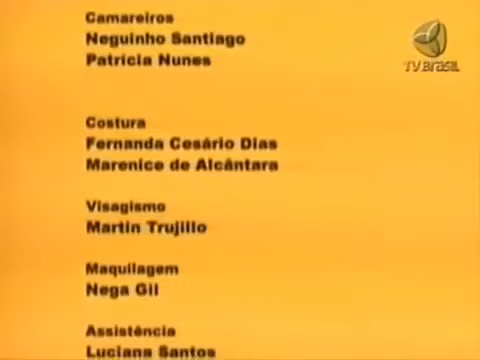 Camareiros
Neguinho Santiago
Patrícia Nunes
TV Brasil
Costura
Fernanda Cesário Dias
Marenice de Alcântara
Visagismo
Martin Trujillo
Maquilagem
Nega Gil
Assistência
Luciana Santos